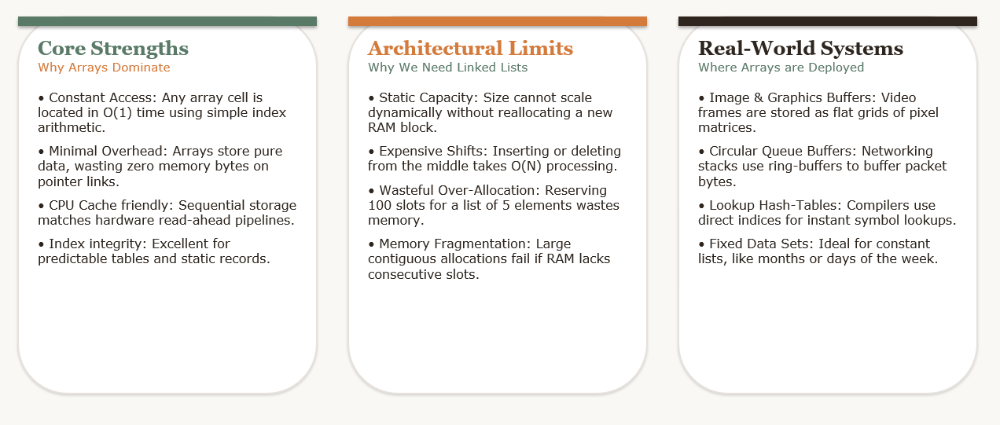 Core Strengths
Why Arrays Dominate
• Constant Access: Any array cell is
located in O(1) time using simple index
arithmetic.
• Minimal Overhead: Arrays store pure
data, wasting zero memory bytes on
pointer links.
• CPU Cache friendly: Sequential storage
matches hardware read-ahead pipelines.
• Index integrity: Excellent for
predictable tables and static records.
Architectural Limits
Why We Need Linked Lists
• Static Capacity: Size cannot scale
dynamically without reallocating a new
RAM block.
• Expensive Shifts: Inserting or deleting
from the middle takes O(N) processing.
• Wasteful Over-Allocation: Reserving
100 slots for a list of 5 elements wastes
memory.
• Memory Fragmentation: Large
contiguous allocations fail if RAM lacks
consecutive slots.
Real-World Systems
Where Arrays are Deployed
• Image & Graphics Buffers: Video
frames are stored as flat grids of pixel
matrices.
• Circular Queue Buffers: Networking
stacks use ring-buffers to buffer packet
bytes.
• Lookup Hash-Tables: Compilers use
direct indices for instant symbol lookups.
• Fixed Data Sets: Ideal for constant
lists, like months or days of the week.